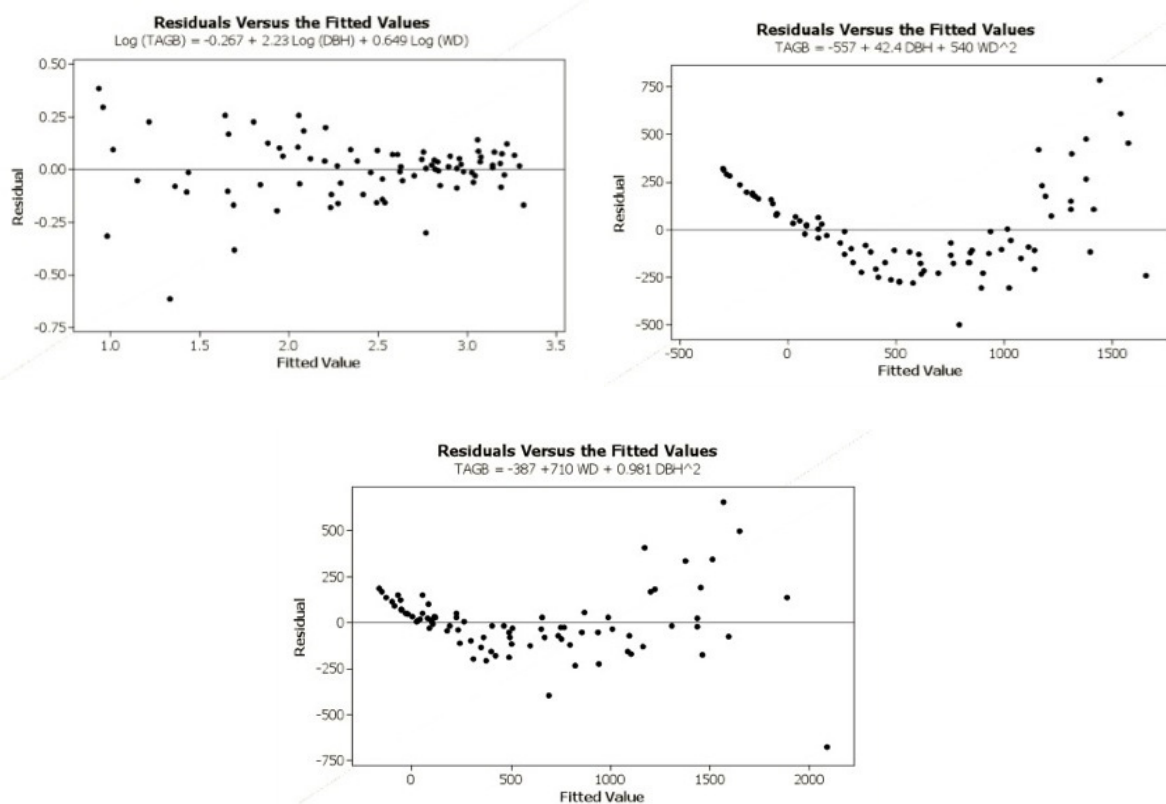 Residuals Versus the Fitted Values
Log (TAGB) = -0.267 + 2.23 Log (DBH) + 0.649 Log (WD)
0.50
0.25
0.00
-0.25
-0.50
-0.75
Residual
1.0 1.5 2.0 2.5 3.0 3.5
Fitted Value
Residuals Versus the Fitted Values
TAGB = -557 + 42.4 DBH + 540 WD^2
750
500
250
0
-250
-500
Residual
-500 0 500 1000 1500
Fitted Value
Residuals Versus the Fitted Values
TAGB = -387 +710 WD + 0.981 DBH^2
500
250
0
-250
-500
-750
Residual
0 500 1000 1500 2000
Fitted Value